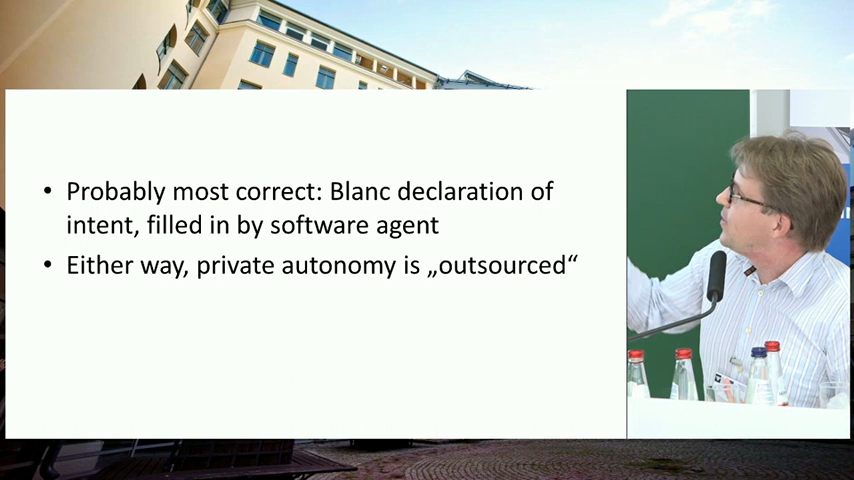 • Probably most correct: Blanc declaration of
intent, filled in by software agent
• Either way, private autonomy is „outsourced“